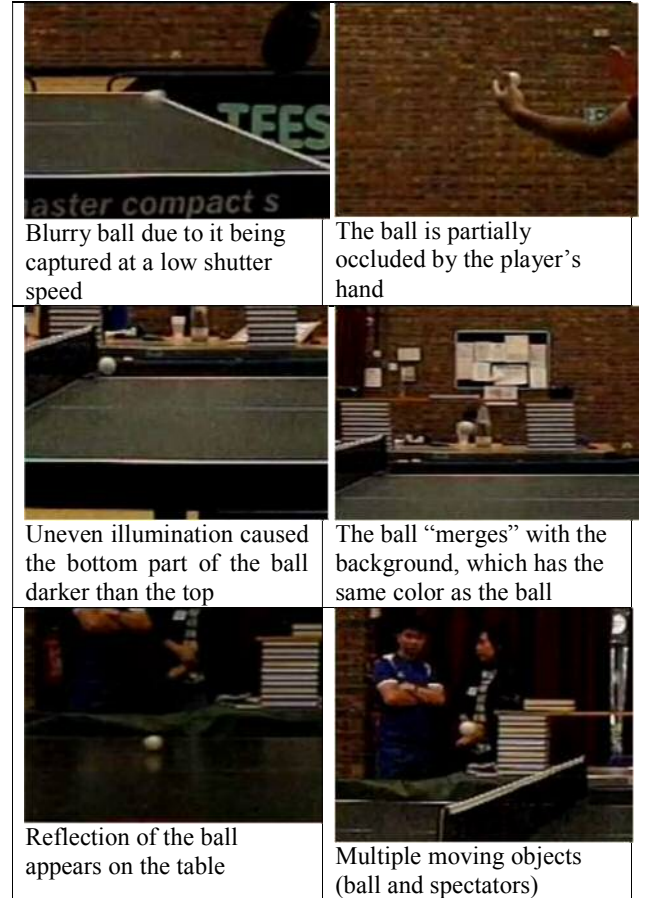 TEES
master compact s
Blurry ball due to it being
captured at a low shutter
speed
The ball is partially
occluded by the player's
hand
Uneven illumination caused
the bottom part of the ball
darker than the top
The ball “merges” with the
background, which has the
same color as the ball
Reflection of the ball
appears on the table
Multiple moving objects
(ball and spectators)